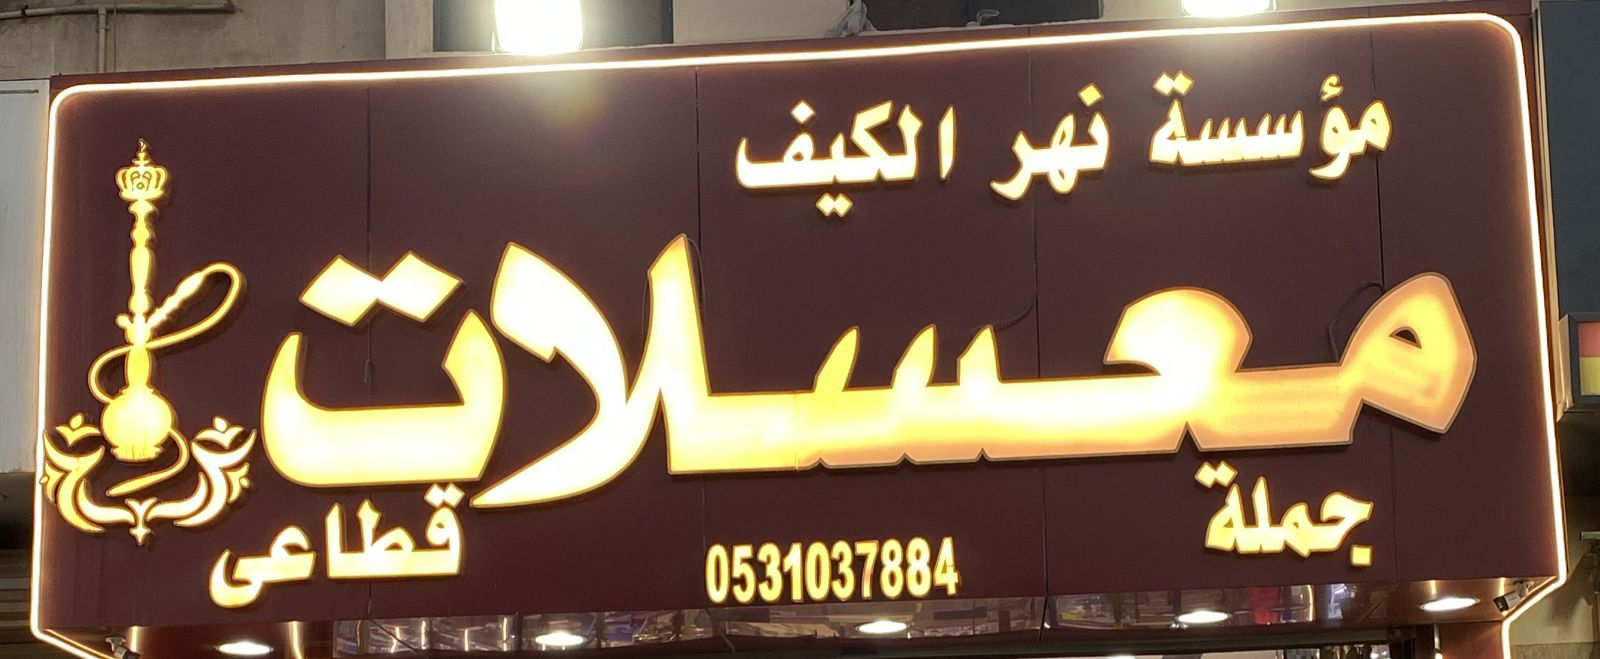 مؤسسة نهر الكيف
معسلات
جملة
قطاعى
0531037884